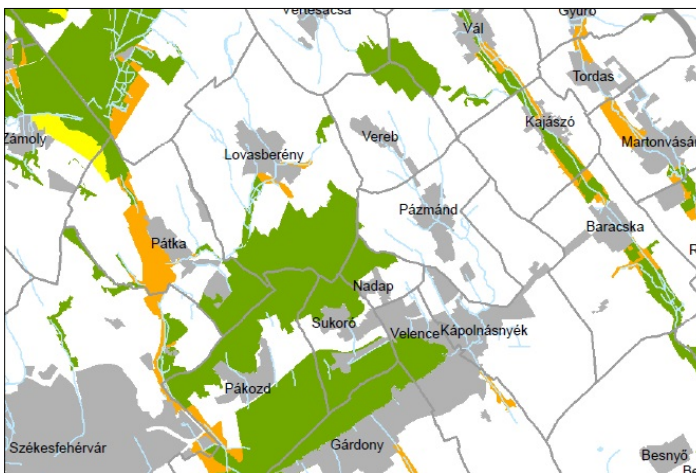 Vértesacsa
Gyúró
Vál
Tordas
Kajászó
Zámoly
Vereb
Martonvásár
Lovasberény
Pázmánd
Baracska
Pátka
Nadap
Sukoró
Velence
Kápolnásnyék
Pákozd
Székesfehérvár
Gárdony
Besnyő